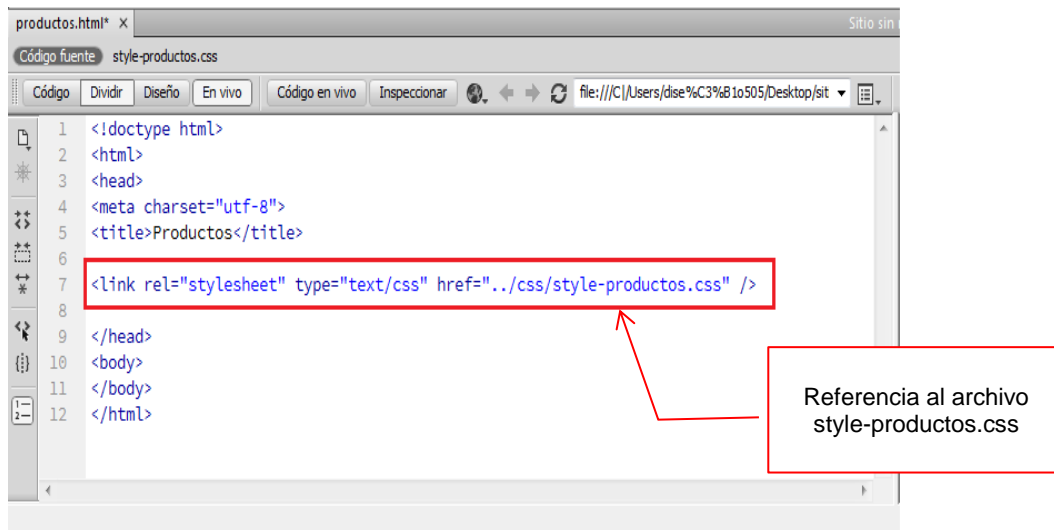 productos.html* ×
Sitio sin
Código fuente style-productos.css
Código Dividir Diseño En vivo Código en vivo Inspeccionar file:///C|/Users/dise%C3%B1o505/Desktop/sit
1 <!doctype html>
2 <html>
3 <head>
4 <meta charset="utf-8">
5 <title>Productos</title>
6
7 <link rel="stylesheet" type="text/css" href="../css/style-productos.css" />
8
9 </head>
10 <body>
11 </body>
12 </html>
Referencia al archivo
style-productos.css